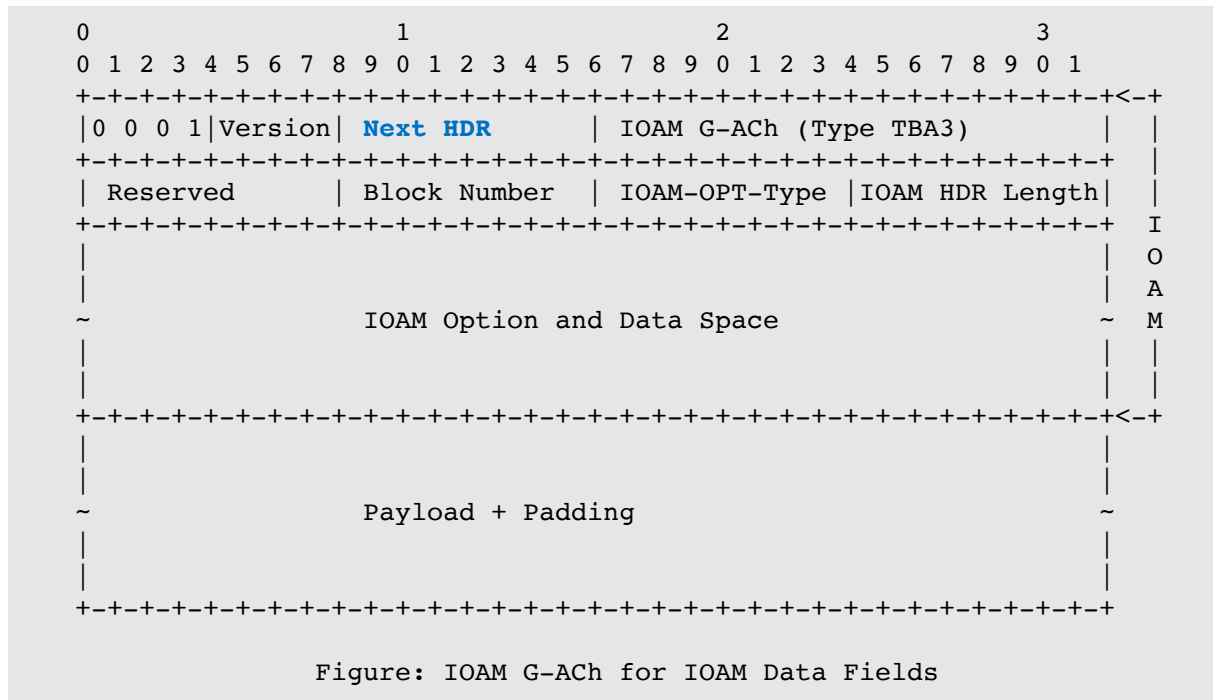 0                   1                   2                   3
0 1 2 3 4 5 6 7 8 9 0 1 2 3 4 5 6 7 8 9 0 1 2 3 4 5 6 7 8 9 0 1
+-+-+-+-+-+-+-+-+-+-+-+-+-+-+-+-+-+-+-+-+-+-+-+-+-+-+-+-+-+-+-+-+<-+
|0 0 0 1|Version| Next HDR      | IOAM G-ACh (Type TBA3)        |  |
+-+-+-+-+-+-+-+-+-+-+-+-+-+-+-+-+-+-+-+-+-+-+-+-+-+-+-+-+-+-+-+-+  |
| Reserved      | Block Number  | IOAM-OPT-Type |IOAM HDR Length|  |
+-+-+-+-+-+-+-+-+-+-+-+-+-+-+-+-+-+-+-+-+-+-+-+-+-+-+-+-+-+-+-+-+  I
|                                                               |  O
|                                                               |  A
~                 IOAM Option and Data Space                    ~  M
|                                                               |  |
|                                                               |  |
+-+-+-+-+-+-+-+-+-+-+-+-+-+-+-+-+-+-+-+-+-+-+-+-+-+-+-+-+-+-+-+-+<-+
|                                                               |
|                                                               |
~                 Payload + Padding                             ~
|                                                               |
|                                                               |
+-+-+-+-+-+-+-+-+-+-+-+-+-+-+-+-+-+-+-+-+-+-+-+-+-+-+-+-+-+-+-+-+
Figure: IOAM G-ACh for IOAM Data Fields